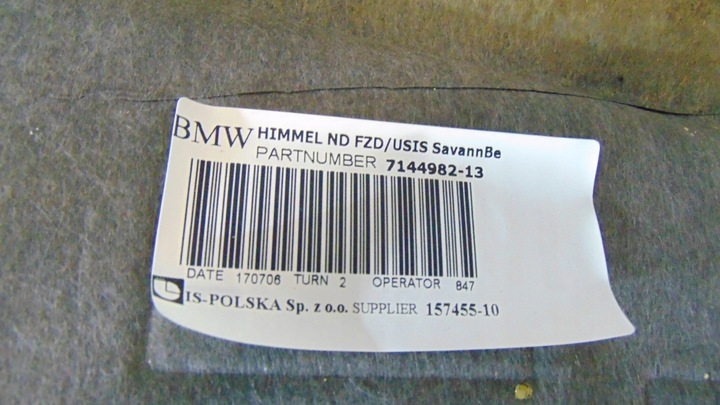 BMW HIMMEL ND FZD/USIS SavannBe
PARTNUMBER 7144982-13
DATE 170706 TURN 2 OPERATOR 847
IS-POLSKA Sp. z o.o. SUPPLIER 157455-10